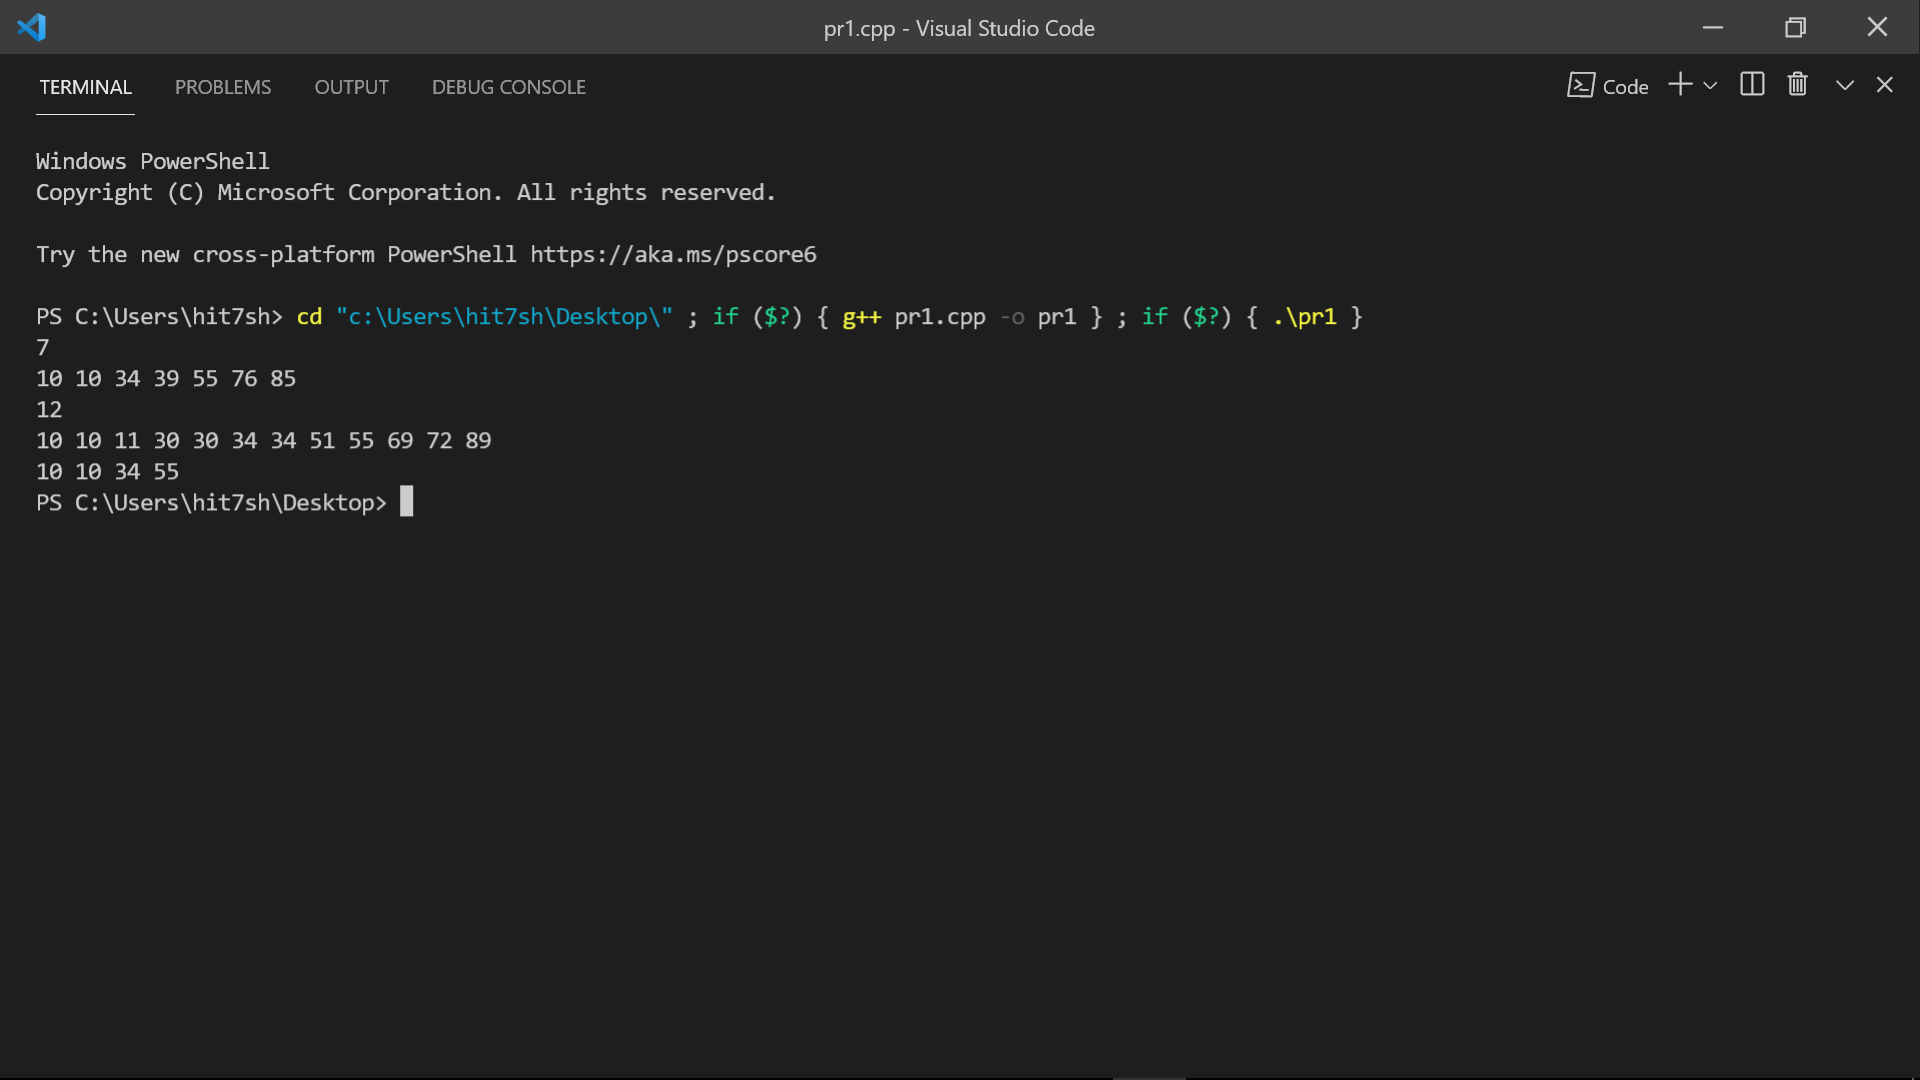 pr1.cpp - Visual Studio Code
TERMINAL PROBLEMS OUTPUT DEBUG CONSOLE Code
Windows PowerShell
Copyright (C) Microsoft Corporation. All rights reserved.
Try the new cross-platform PowerShell https://aka.ms/pscore6
PS C:\Users\hit7sh> cd "c:\Users\hit7sh\Desktop\" ; if ($?) { g++ pr1.cpp -o pr1 } ; if ($?) { .\pr1 }
7
10 10 34 39 55 76 85
12
10 10 11 30 30 34 34 51 55 69 72 89
10 10 34 55
PS C:\Users\hit7sh\Desktop>